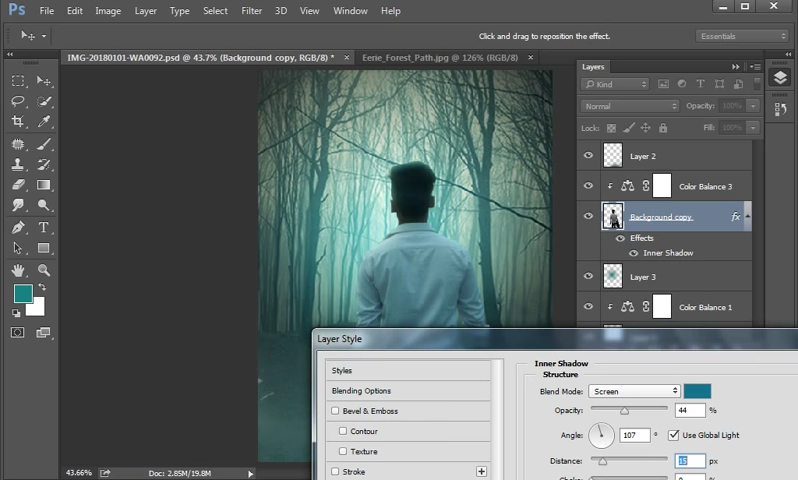 Ps File Edit Image Layer Type Select Filter 3D View Window Help
Click and drag to reposition the effect. Essentials
IMG-20180101-WA0092.psd @ 43.7% (Background copy, RGB/8) * × Eerie_Forest_Path.jpg @ 126% (RGB/8) ×
Layers
Kind
Normal Opacity: 100%
Lock: Fill: 100%
Layer 2
Color Balance 3
Background copy fx
Effects
Inner Shadow
Layer 3
Color Balance 1
Layer Style
Styles
Blending Options
Bevel & Emboss
Contour
Texture
Stroke
Inner Shadow
Structure
Blend Mode: Screen
Opacity: 44 %
Angle: 107 ° Use Global Light
Distance: 15 px
43.66% Doc: 2.85M/19.8M